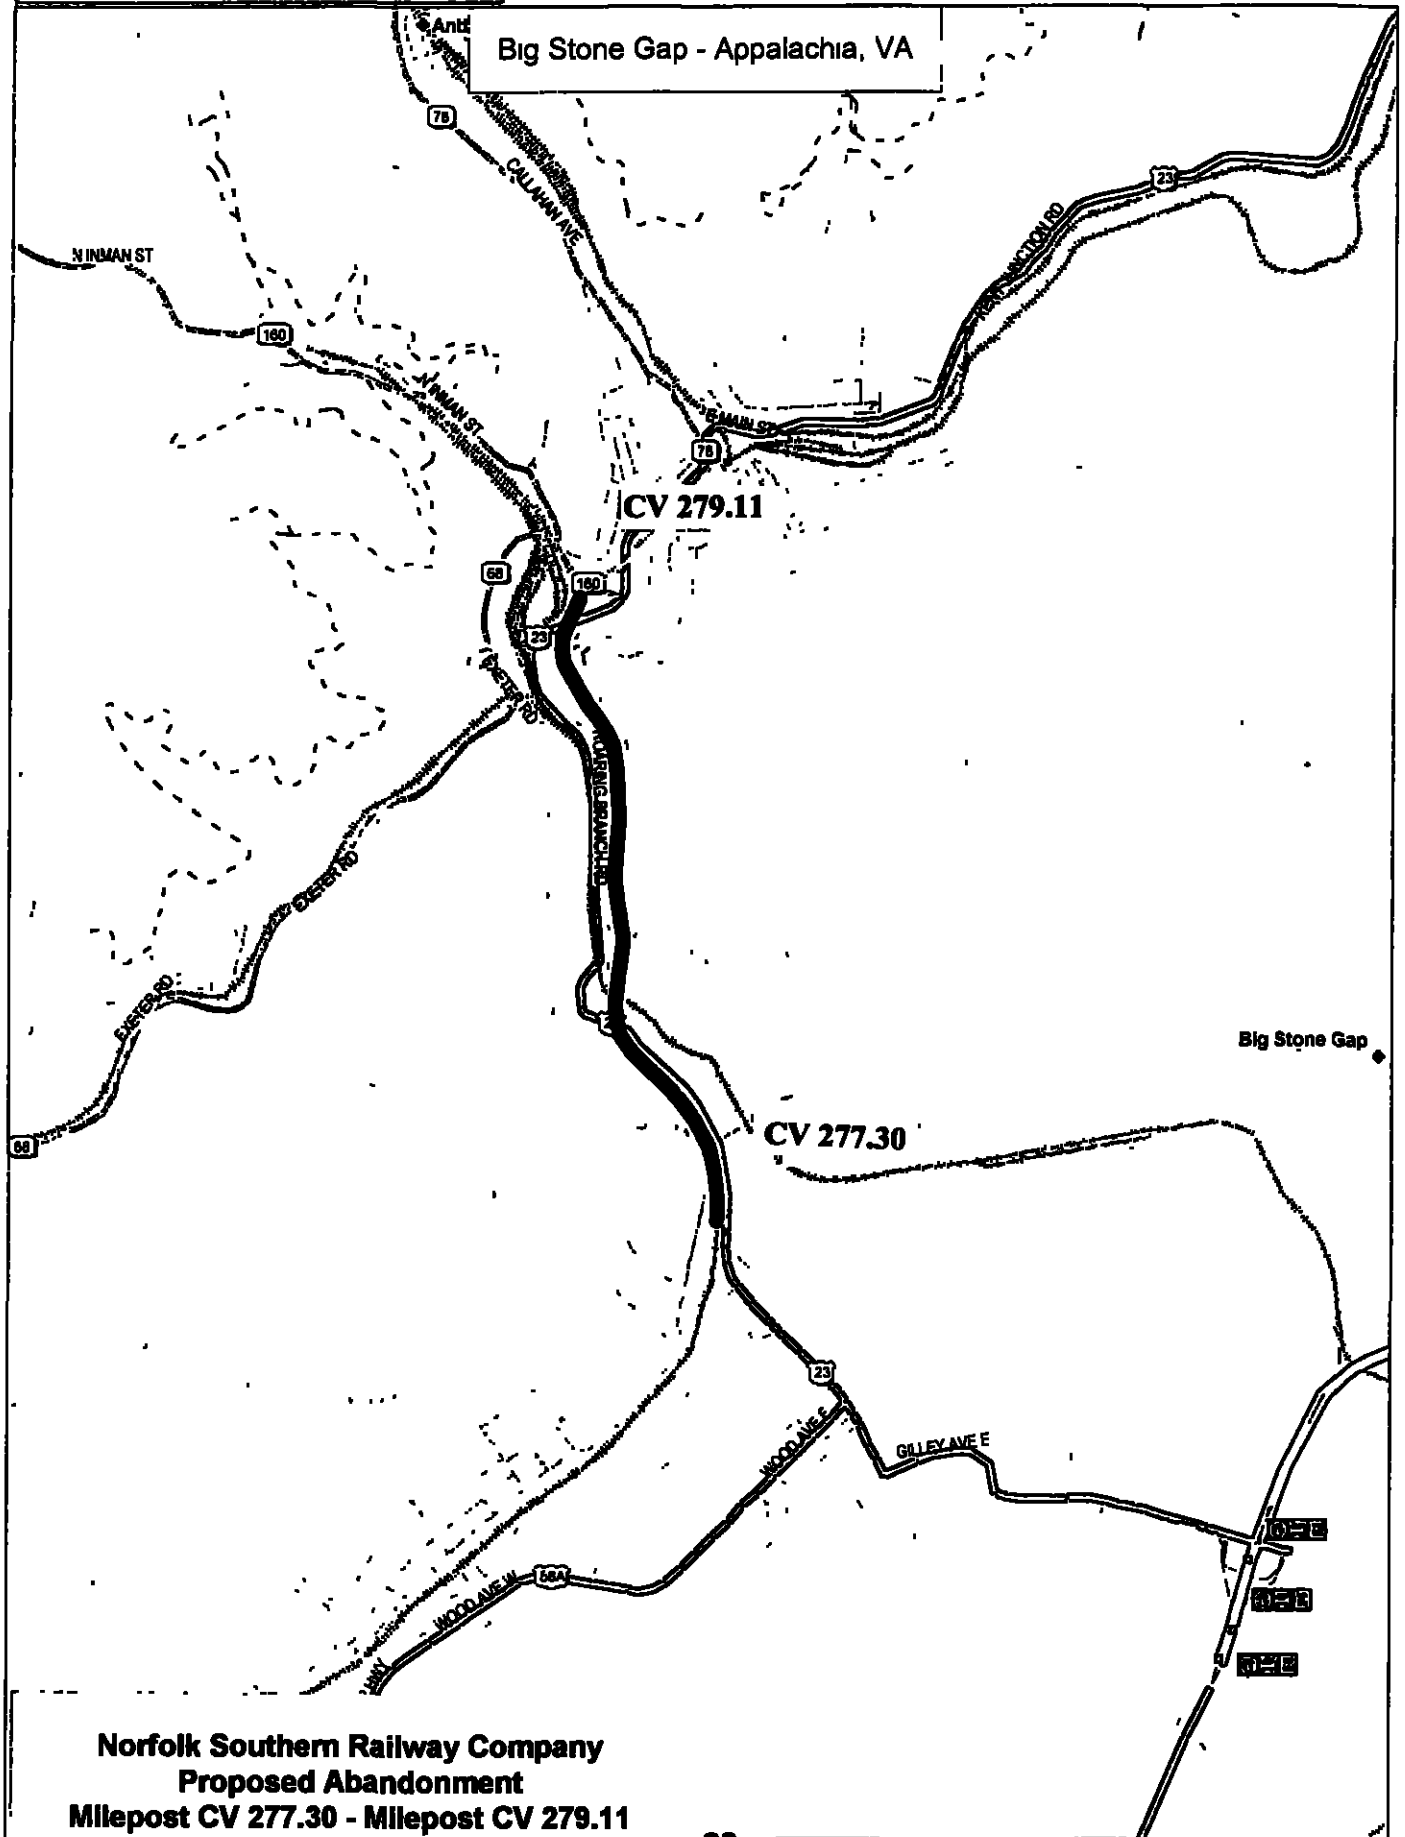 Big Stone Gap - Appalachia, VA
78
CALLAHAN AVE
23
N INMAN ST
160
N INMAN ST
E MAIN ST
78
CV 279.11
68
160
23
EXETER RD
EXETER RD
EXETER RD
Big Stone Gap
CV 277.30
68
23
WOOD AVE E
GILLEY AVE E
58A
WOOD AVE W
HWY
Norfolk Southern Railway Company
Proposed Abandonment
Milepost CV 277.30 - Milepost CV 279.11